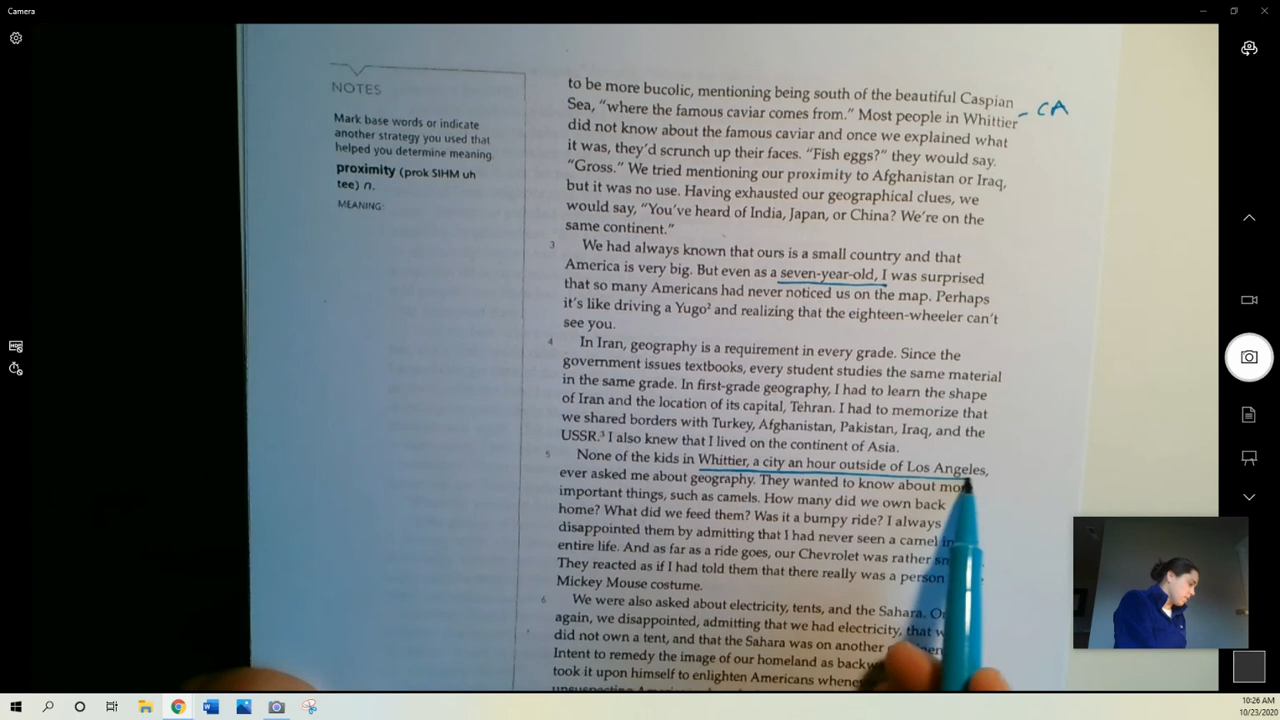 Camera
NOTES
Mark base words or indicate
another strategy you used that
helped you determine meaning.
proximity (prok SIHM uh
tee) n.
MEANING:
to be more bucolic, mentioning being south of the beautiful Caspian
Sea, “where the famous caviar comes from.” Most people in Whittier - CA
did not know about the famous caviar and once we explained what
it was, they’d scrunch up their faces. “Fish eggs?” they would say.
“Gross.” We tried mentioning our proximity to Afghanistan or Iraq,
but it was no use. Having exhausted our geographical clues, we
would say, “You’ve heard of India, Japan, or China? We’re on the
same continent.”
3 We had always known that ours is a small country and that
America is very big. But even as a seven-year-old, I was surprised
that so many Americans had never noticed us on the map. Perhaps
it’s like driving a Yugo² and realizing that the eighteen-wheeler can’t
see you.
4 In Iran, geography is a requirement in every grade. Since the
government issues textbooks, every student studies the same material
in the same grade. In first-grade geography, I had to learn the shape
of Iran and the location of its capital, Tehran. I had to memorize that
we shared borders with Turkey, Afghanistan, Pakistan, Iraq, and the
USSR.³ I also knew that I lived on the continent of Asia.
5 None of the kids in Whittier, a city an hour outside of Los Angeles,
ever asked me about geography. They wanted to know about
important things, such as camels. How many did we own back
home? What did we feed them? Was it a bumpy ride? I always
disappointed them by admitting that I had never seen a camel in
entire life. And as far as a ride goes, our Chevrolet was rather
They reacted as if I had told them that there really was a person
Mickey Mouse costume.
6 We were also asked about electricity, tents, and the Sahara.
again, we disappointed, admitting that we had electricity, that
did not own a tent, and that the Sahara was on another
Intent to remedy the image of our homeland as
took it upon himself to enlighten Americans
10:26 AM
10/23/2020